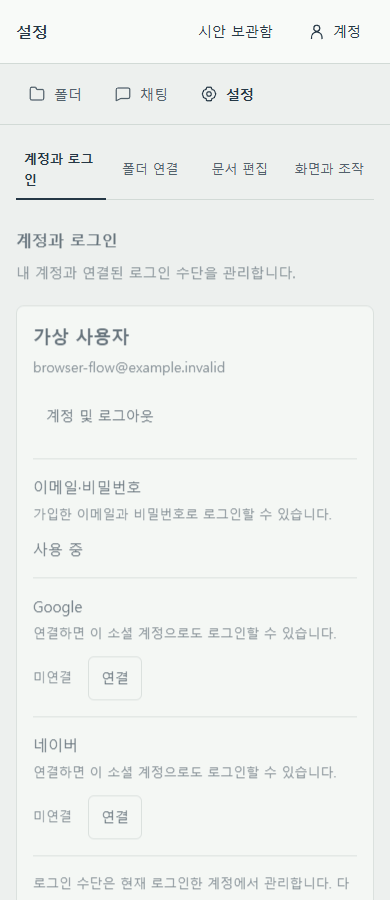 설정
시안 보관함
계정
폴더
채팅
설정
계정과 로그
인
폴더 연결
문서 편집
화면과 조작
계정과 로그인
내 계정과 연결된 로그인 수단을 관리합니다.
가상 사용자
browser-flow@example.invalid
계정 및 로그아웃
이메일·비밀번호
가입한 이메일과 비밀번호로 로그인할 수 있습니다.
사용 중
Google
연결하면 이 소셜 계정으로도 로그인할 수 있습니다.
미연결
연결
네이버
연결하면 이 소셜 계정으로도 로그인할 수 있습니다.
미연결
연결
로그인 수단은 현재 로그인한 계정에서 관리합니다. 다